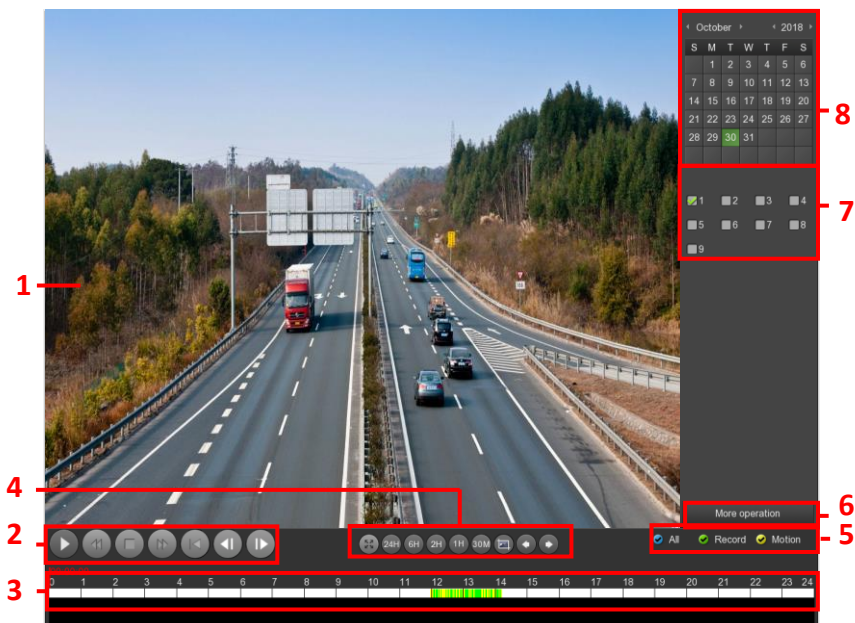 October 2018
S M T W T F S
1 2 3 4 5 6
7 8 9 10 11 12 13
14 15 16 17 18 19 20
21 22 23 24 25 26 27
28 29 30 31
8
1 2 3 4
7
5 6 7 8
9
1
4
More operation
6
2
24H 6H 2H 1H 30M
All Record Motion
5
3
0 1 2 3 4 5 6 7 8 9 10 11 12 13 14 15 16 17 18 19 20 21 22 23 24